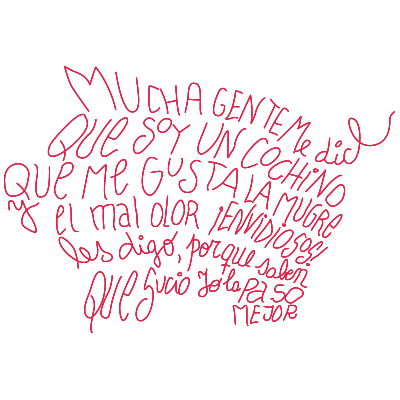 MUCHA GENTE Me dice
QUe SOY UN COCHINO
QUe Me GUSTA LA MUGRE
y el mal OLOR ¡ENVIDIOSOS!
les digo, porque saben
QUe Sucio Yo la PASO
MEJOR